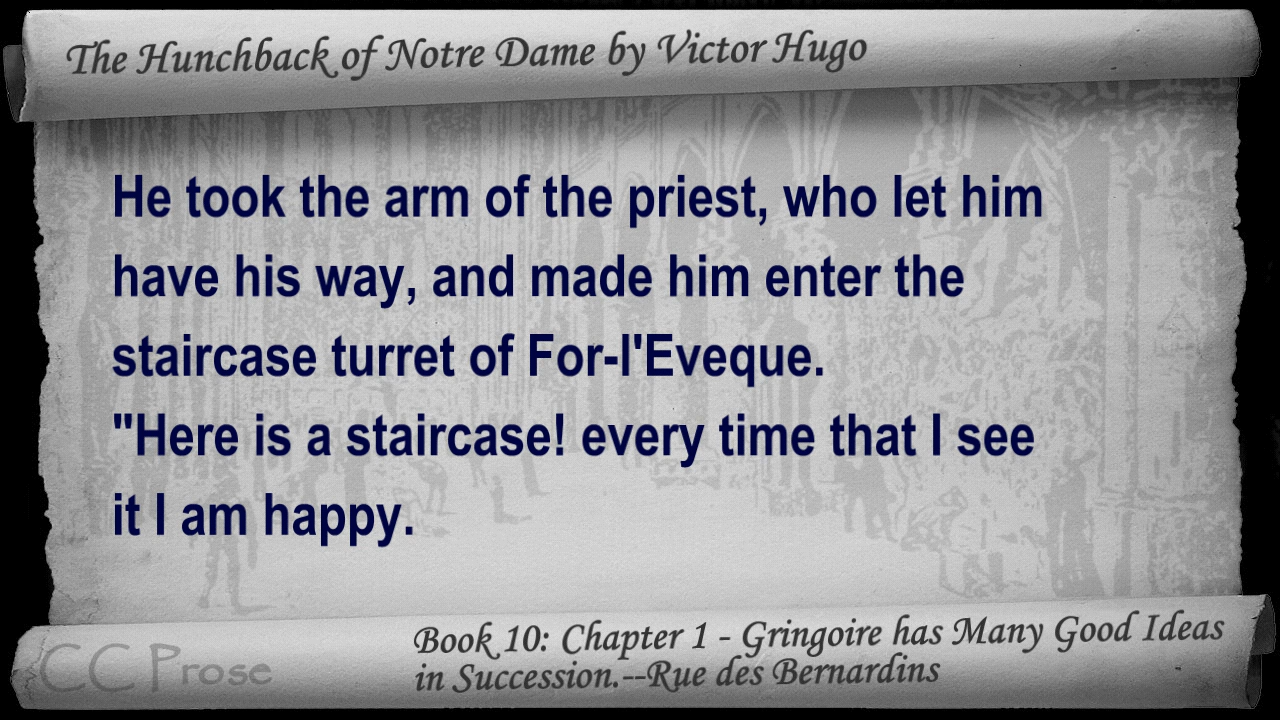 The Hunchback of Notre Dame by Victor Hugo
He took the arm of the priest, who let him
have his way, and made him enter the
staircase turret of For-l'Eveque.
"Here is a staircase! every time that I see
it I am happy.
CC Prose
Book 10: Chapter 1 - Gringoire has Many Good Ideas
in Succession.--Rue des Bernardins